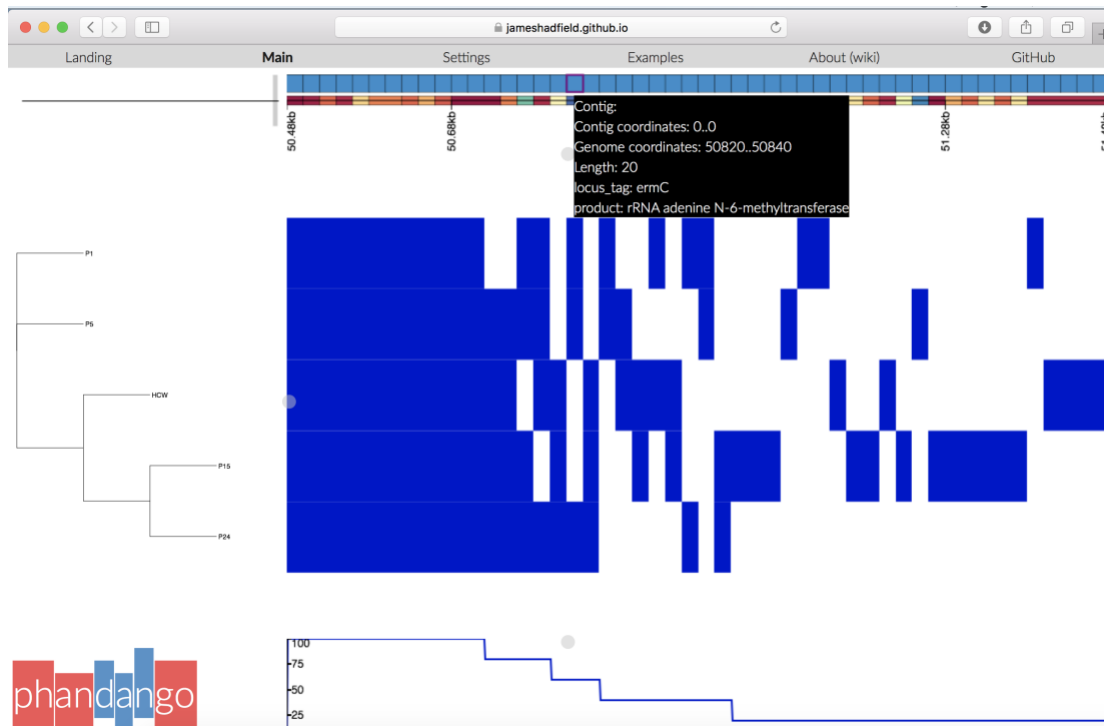 jameshadfield.github.io
Landing Main Settings Examples About (wiki) GitHub
50.48kb 50.68kb 51.28kb
Contig:
Contig coordinates: 0..0
Genome coordinates: 50820..50840
Length: 20
locus_tag: ermC
product: rRNA adenine N-6-methyltransferase
P1
P5
HCW
P15
P24
100
75
50
25
phandango